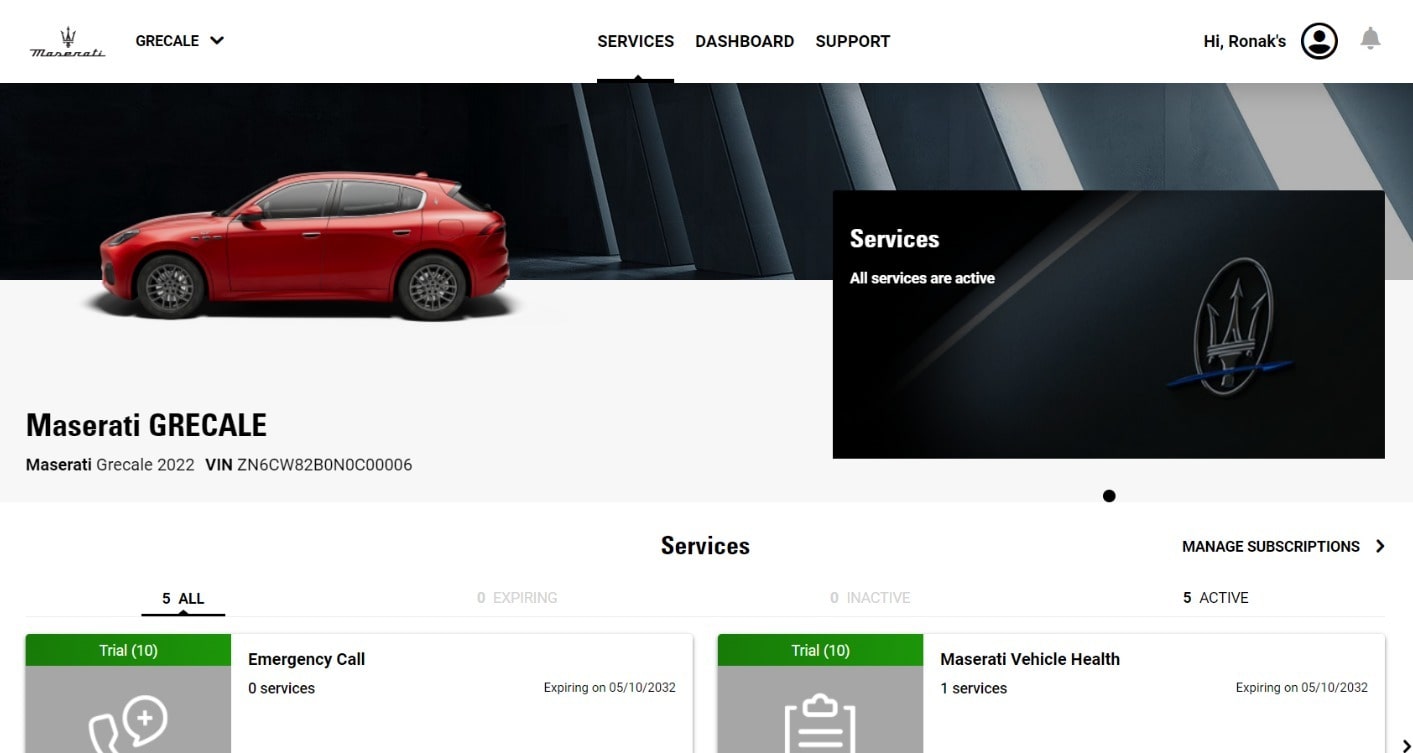 Maserati
GRECALE
SERVICES DASHBOARD SUPPORT
Hi, Ronak's
Services
All services are active
Maserati GRECALE
Maserati Grecale 2022 VIN ZN6CW82B0N0C00006
Services
MANAGE SUBSCRIPTIONS
5 ALL
0 EXPIRING
0 INACTIVE
5 ACTIVE
Trial (10)
Emergency Call
0 services
Expiring on 05/10/2032
Trial (10)
Maserati Vehicle Health
1 services
Expiring on 05/10/2032